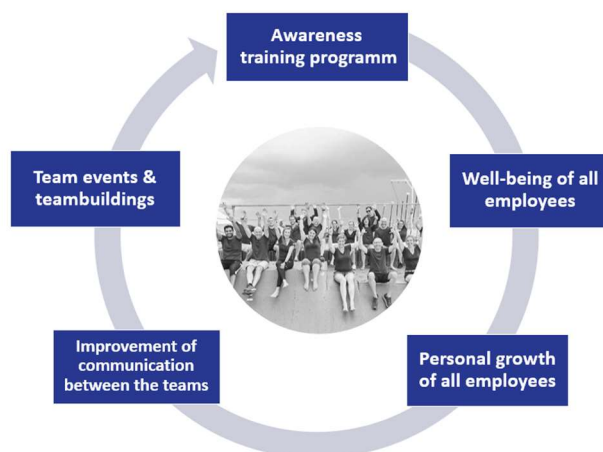 Awareness
training programm
Well-being of all
employees
Personal growth
of all employees
Improvement of
communication
between the teams
Team events &
teambuildings